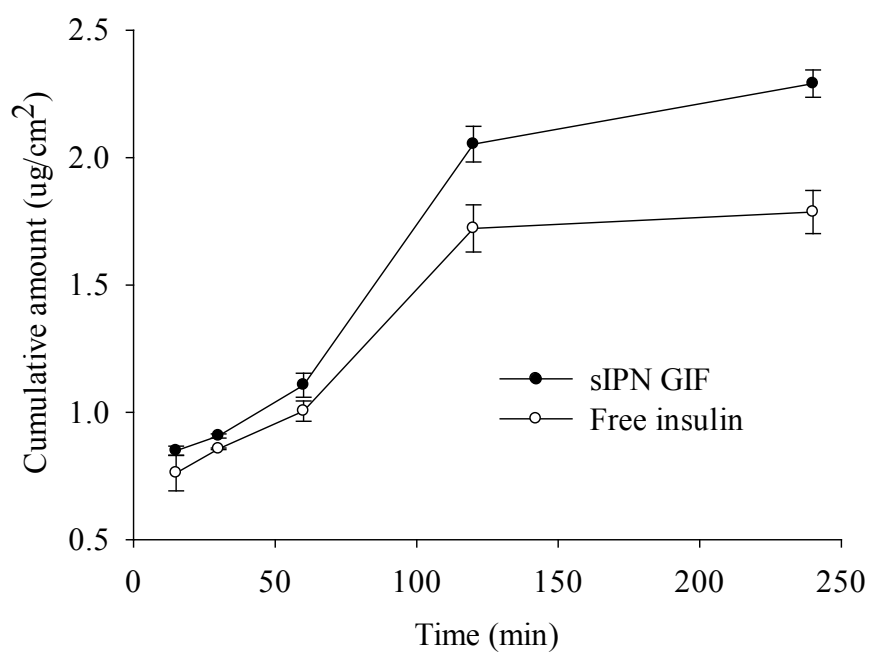 2.5
2.0
1.5
1.0
0.5
Cumulative amount (ug/cm²)
sIPN GIF
Free insulin
0 50 100 150 200 250
Time (min)